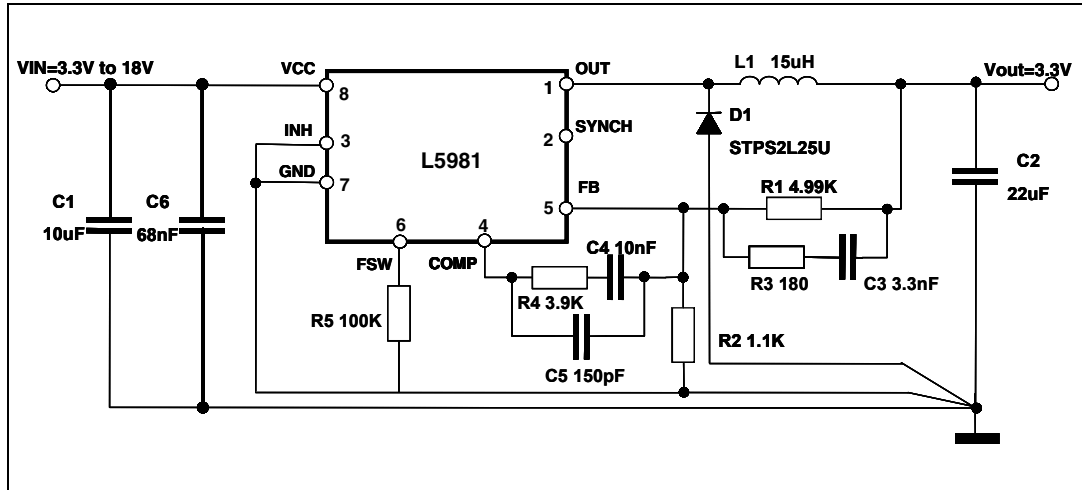 VIN=3.3V to 18V
VCC
8
OUT
1
L1 15uH
Vout=3.3V
INH
3
SYNCH
2
D1
STPS2L25U
L5981
GND
7
FB
5
C1
10uF
C6
68nF
C2
22uF
R1 4.99K
6
4
FSW
COMP
C4 10nF
R3 180
C3 3.3nF
R4 3.9K
R5 100K
R2 1.1K
C5 150pF